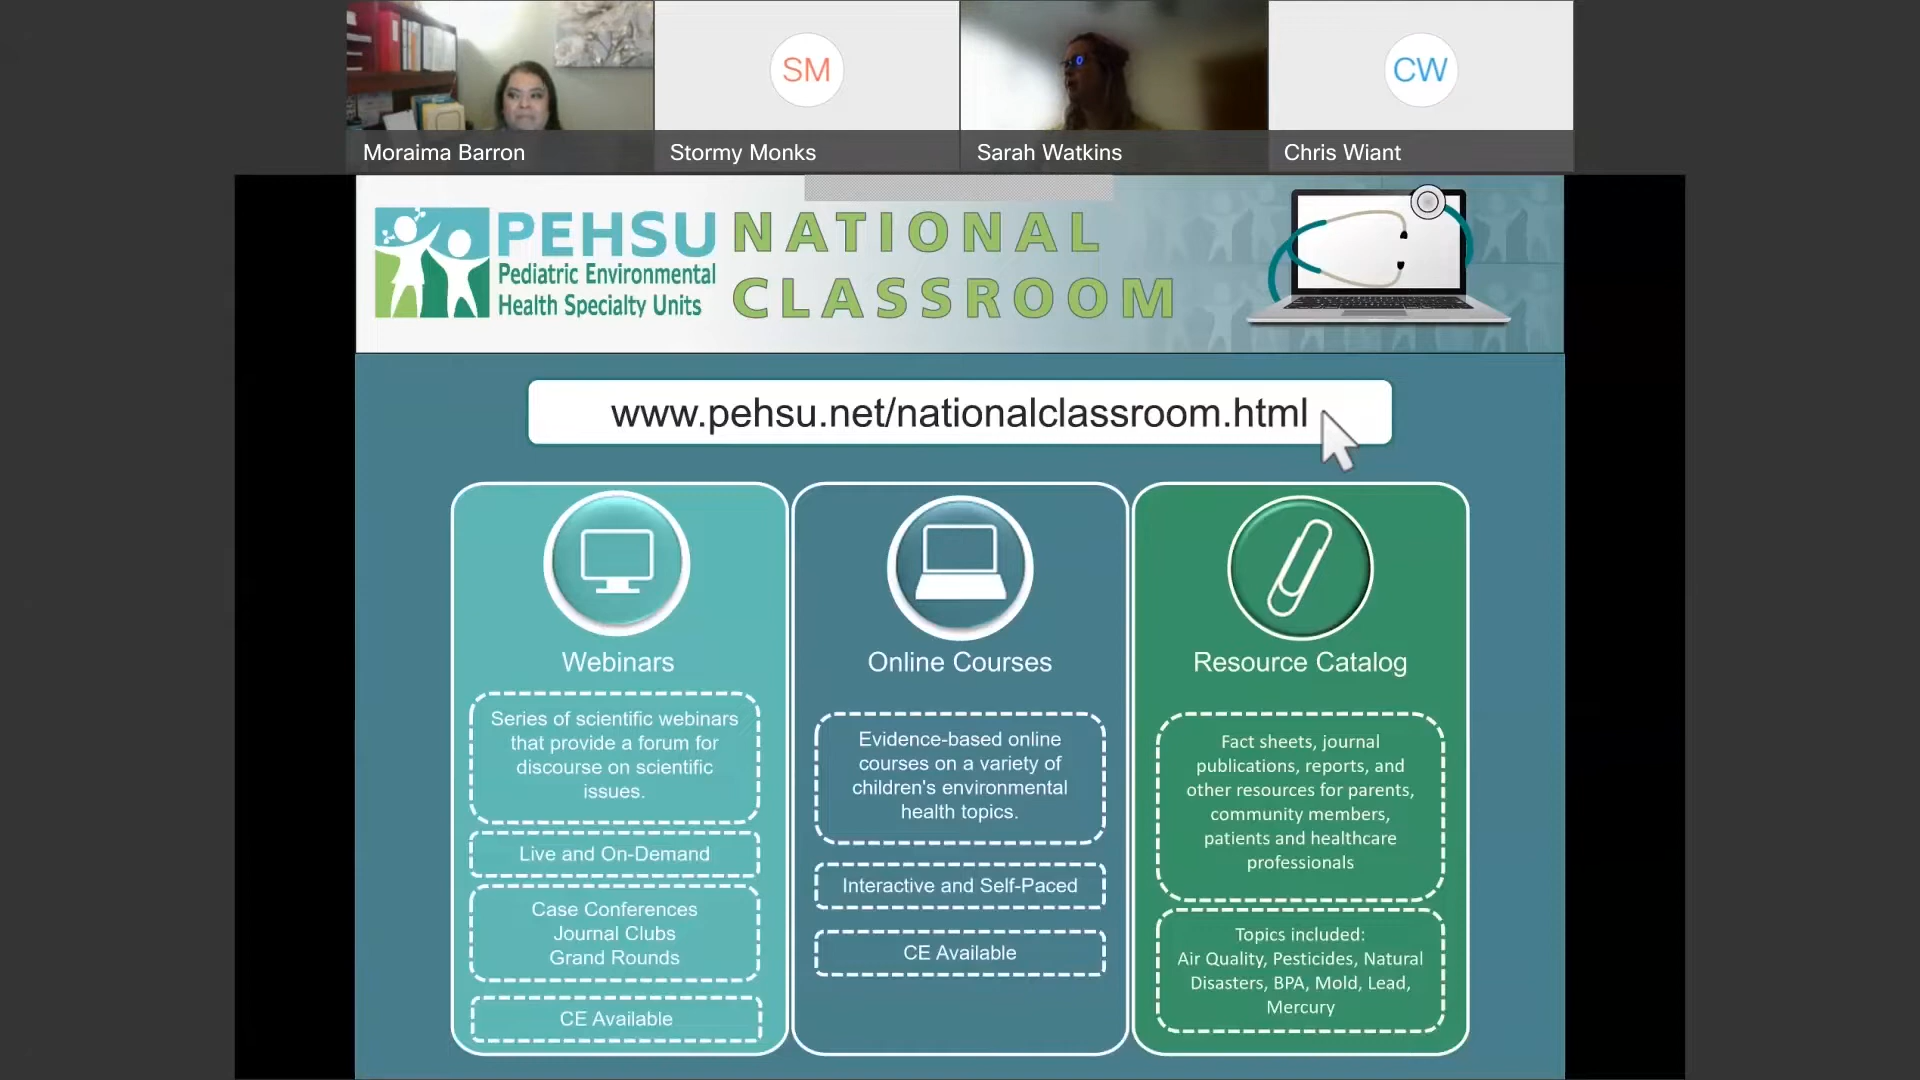 SM
CW
Moraima Barron
Stormy Monks
Sarah Watkins
Chris Wiant
PEHSU
Pediatric Environmental
Health Specialty Units
NATIONAL
CLASSROOM
www.pehsu.net/nationalclassroom.html
Webinars
Series of scientific webinars
that provide a forum for
discourse on scientific
issues.
Live and On-Demand
Case Conferences
Journal Clubs
Grand Rounds
CE Available
Online Courses
Evidence-based online
courses on a variety of
children's environmental
health topics.
Interactive and Self-Paced
CE Available
Resource Catalog
Fact sheets, journal
publications, reports, and
other resources for parents,
community members,
patients and healthcare
professionals
Topics included:
Air Quality, Pesticides, Natural
Disasters, BPA, Mold, Lead,
Mercury